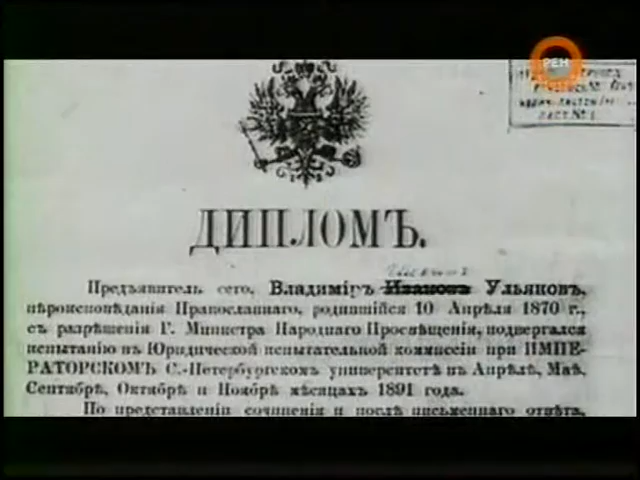 РЕН
ДИПЛОМЪ.
Предъявитель сего, Владиміръ Ивановъ Ульяновъ,
вѣроисповѣданія Православнаго, родившійся 10 Апрѣля 1870 г.,
съ разрѣшенія Г. Министра Народнаго Просвѣщенія, подвергался
испытанію въ Юридической испытательной коммиссіи при ИМПЕ-
РАТОРСКОМЪ С.-Петербургскомъ университетѣ въ Апрѣлѣ, Маѣ,
Сентябрѣ, Октябрѣ и Ноябрѣ мѣсяцахъ 1891 года.
По представленіи сочиненія и послѣ письменнаго отвѣта,